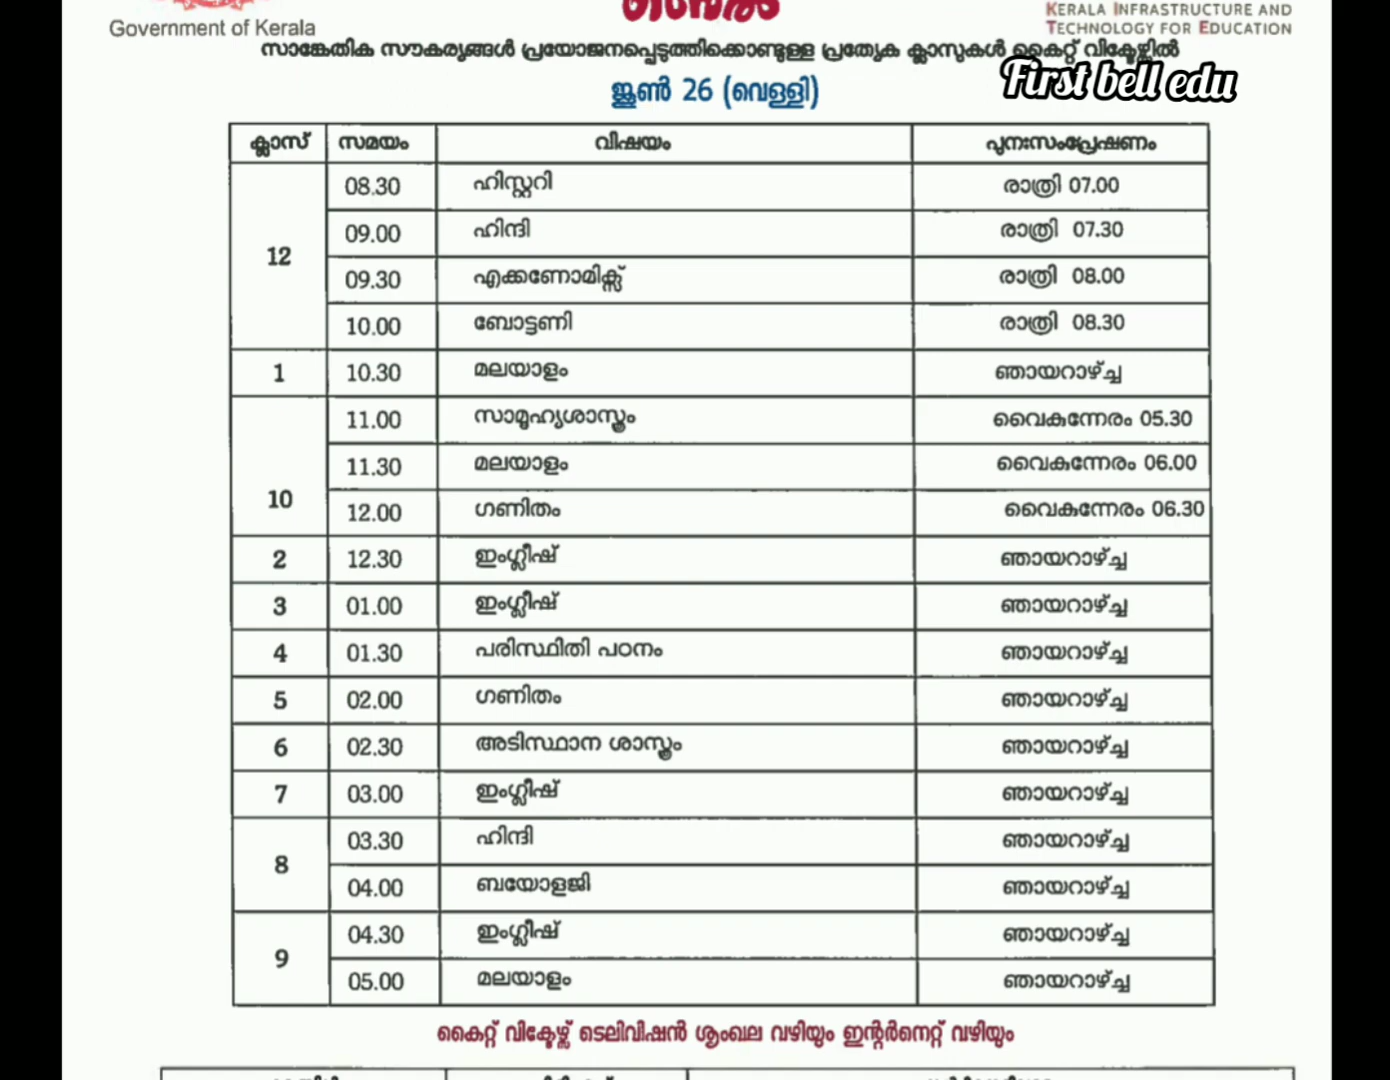 Government of Kerala
KERALA INFRASTRUCTURE AND
TECHNOLOGY FOR EDUCATION
സാങ്കേതിക സൗകര്യങ്ങൾ പ്രയോജനപ്പെടുത്തിക്കൊണ്ടുള്ള പ്രത്യേക ക്ലാസുകൾ കൈറ്റ് വിക്ടേഴ്സിൽ
First bell edu
ജൂൺ 26 (വെള്ളി)
ക്ലാസ് സമയം വിഷയം പുനഃസംപ്രേഷണം
08.30 ഹിസ്റ്ററി രാത്രി 07.00
09.00 ഹിന്ദി രാത്രി 07.30
12
09.30 എക്കണോമിക്സ് രാത്രി 08.00
10.00 ബോട്ടണി രാത്രി 08.30
1 10.30 മലയാളം ഞായറാഴ്ച്ച
11.00 സാമൂഹ്യശാസ്ത്രം വൈകുന്നേരം 05.30
11.30 മലയാളം വൈകുന്നേരം 06.00
10
12.00 ഗണിതം വൈകുന്നേരം 06.30
2 12.30 ഇംഗ്ലീഷ് ഞായറാഴ്ച്ച
3 01.00 ഇംഗ്ലീഷ് ഞായറാഴ്ച്ച
4 01.30 പരിസ്ഥിതി പഠനം ഞായറാഴ്ച്ച
5 02.00 ഗണിതം ഞായറാഴ്ച്ച
6 02.30 അടിസ്ഥാന ശാസ്ത്രം ഞായറാഴ്ച്ച
7 03.00 ഇംഗ്ലീഷ് ഞായറാഴ്ച്ച
03.30 ഹിന്ദി ഞായറാഴ്ച്ച
8
04.00 ബയോളജി ഞായറാഴ്ച്ച
04.30 ഇംഗ്ലീഷ് ഞായറാഴ്ച്ച
9
05.00 മലയാളം ഞായറാഴ്ച്ച
കൈറ്റ് വിക്ടേഴ്സ് ടെലിവിഷൻ ശൃംഖല വഴിയും ഇന്റർനെറ്റ് വഴിയും